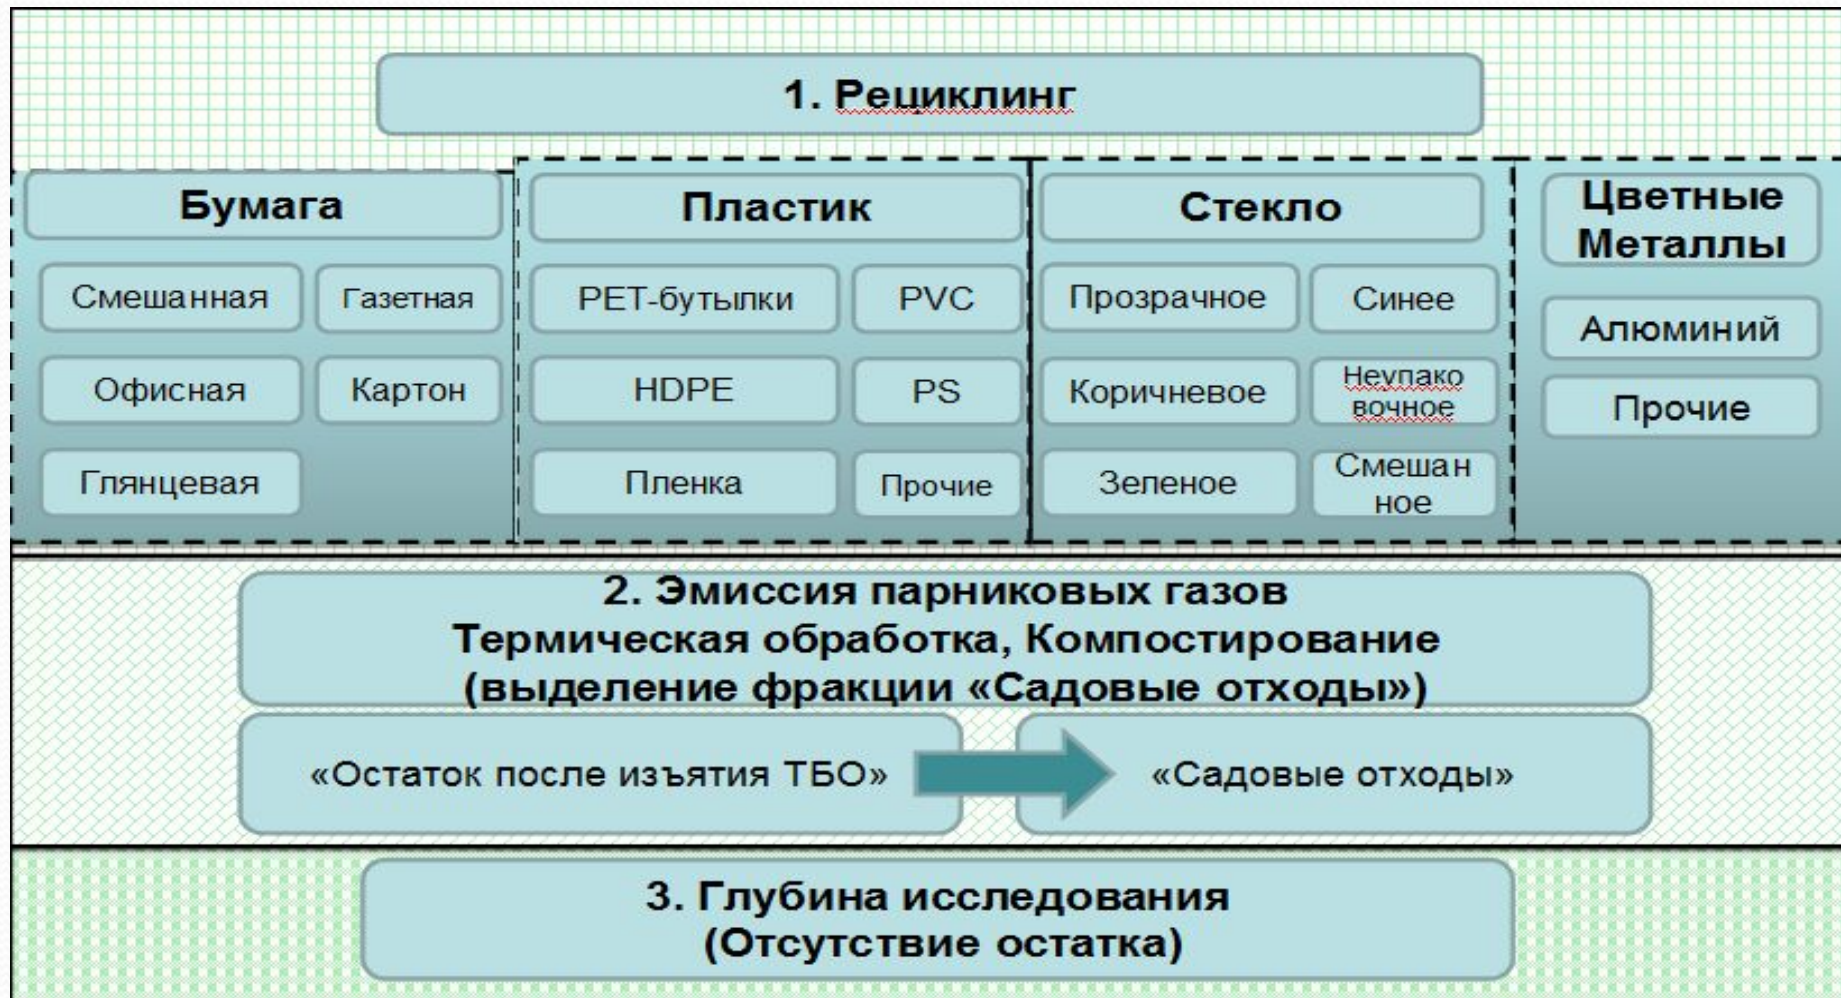 1. Рециклинг
Бумага
Смешанная
Газетная
Офисная
Картон
Глянцевая
Пластик
PET-бутылки
PVC
HDPE
PS
Пленка
Прочие
Стекло
Прозрачное
Синее
Коричневое
Неупако
вочное
Зеленое
Смешан
ное
Цветные
Металлы
Алюминий
Прочие
2. Эмиссия парниковых газов
Термическая обработка, Компостирование
(выделение фракции «Садовые отходы»)
«Остаток после изъятия ТБО»
«Садовые отходы»
3. Глубина исследования
(Отсутствие остатка)